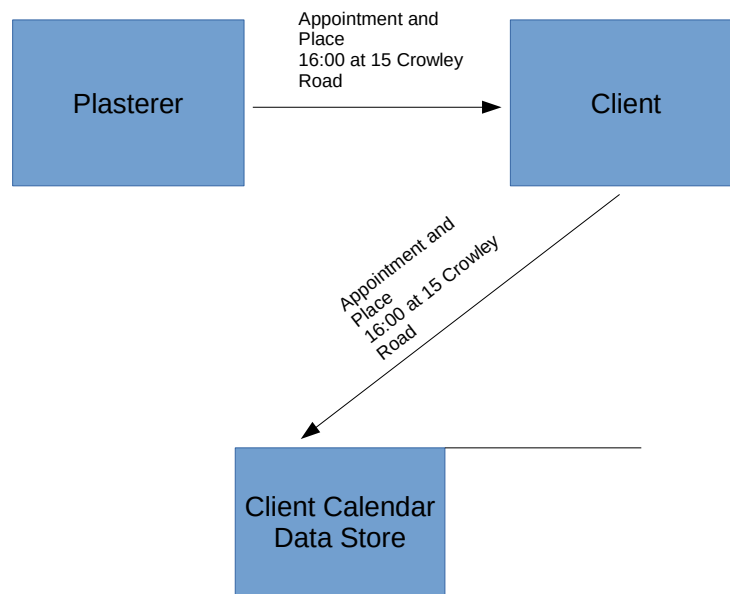 Appointment and
Place
16:00 at 15 Crowley
Road
Plasterer
Client
Appointment and
Place
16:00 at 15 Crowley
Road
Client Calendar
Data Store